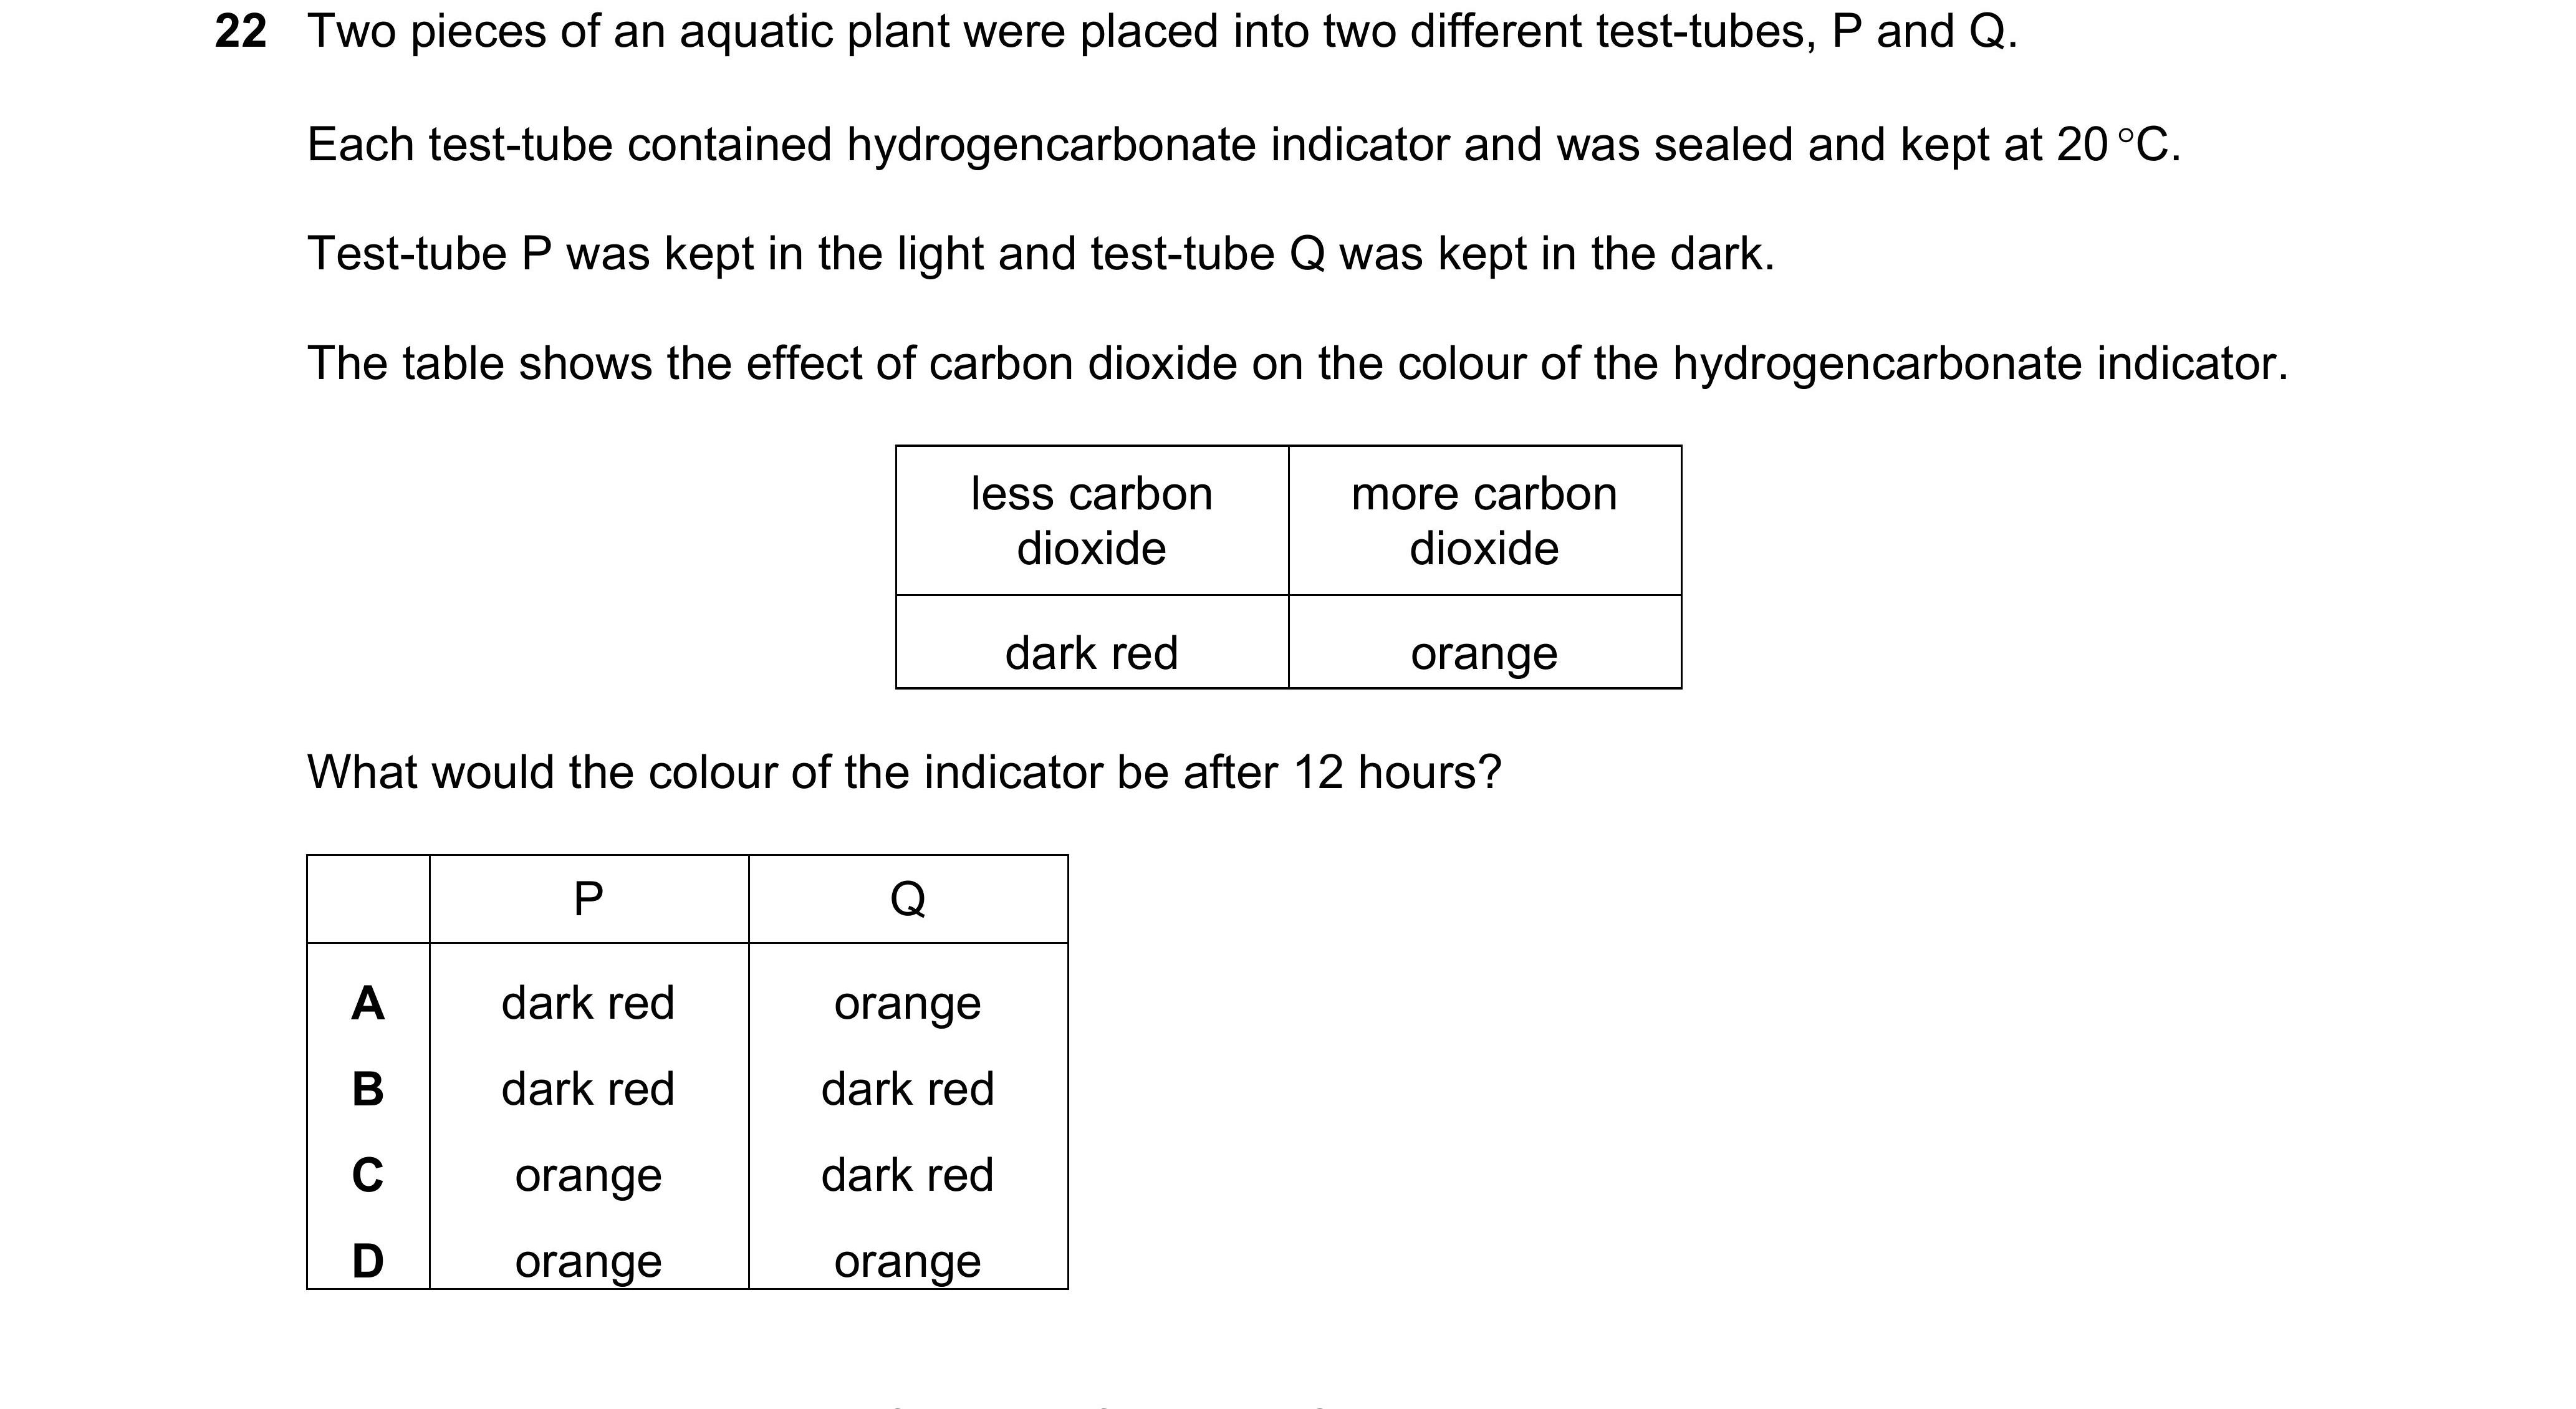 22 Two pieces of an aquatic plant were placed into two different test-tubes, P and Q.
Each test-tube contained hydrogencarbonate indicator and was sealed and kept at 20 °C.
Test-tube P was kept in the light and test-tube Q was kept in the dark.
The table shows the effect of carbon dioxide on the colour of the hydrogencarbonate indicator.
less carbon dioxide more carbon dioxide
dark red orange
What would the colour of the indicator be after 12 hours?
P Q
A dark red orange
B dark red dark red
C orange dark red
D orange orange